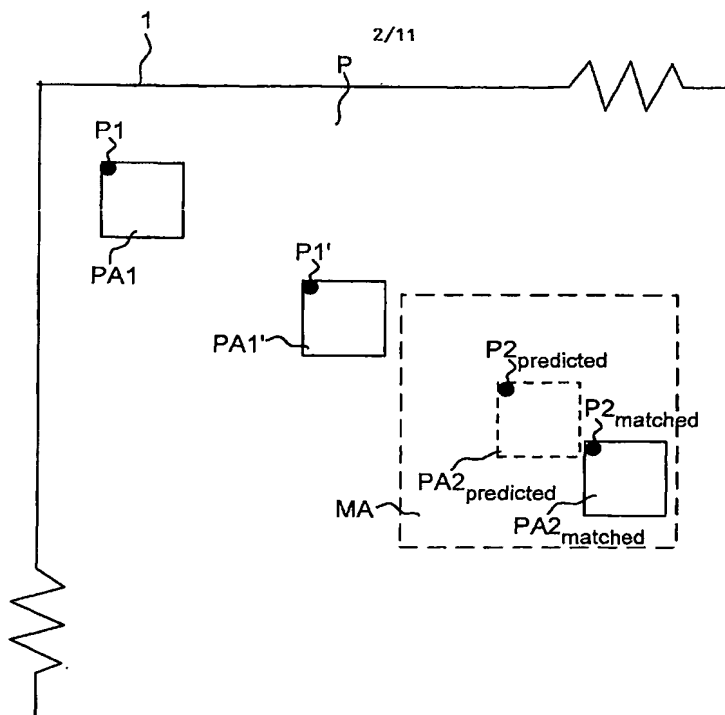 1
2/11
P
P1
PA1
P1'
PA1'
P2predicted
P2matched
PA2predicted
MA
PA2matched